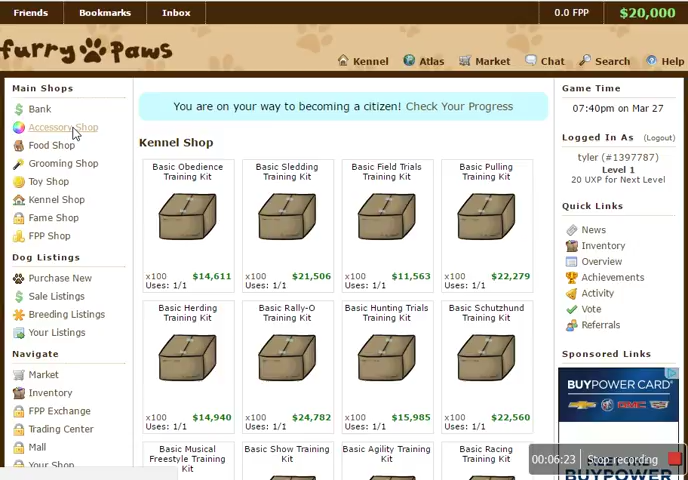 Friends
Bookmarks
Inbox
0.0 FPP
$20,000
furry paws
Kennel
Atlas
Market
Chat
Search
Help
Main Shops
Bank
Accessory Shop
Food Shop
Grooming Shop
Toy Shop
Kennel Shop
Fame Shop
FPP Shop
Dog Listings
Purchase New
Sale Listings
Breeding Listings
Your Listings
Navigate
Market
Inventory
FPP Exchange
Trading Center
Mall
Your Shop
You are on your way to becoming a citizen! Check Your Progress
Kennel Shop
Basic Obedience
Training Kit
x100
$14,611
Uses: 1/1
Basic Sledding
Training Kit
x100
$21,506
Uses: 1/1
Basic Field Trials
Training Kit
x100
$11,563
Uses: 1/1
Basic Pulling
Training Kit
x100
$22,279
Uses: 1/1
Basic Herding
Training Kit
x100
$14,940
Uses: 1/1
Basic Rally-O
Training Kit
x100
$24,782
Uses: 1/1
Basic Hunting Trials
Training Kit
x100
$15,985
Uses: 1/1
Basic Schutzhund
Training Kit
x100
$22,560
Uses: 1/1
Basic Musical
Freestyle Training
Kit
Basic Show Training
Kit
Basic Agility Training
Kit
Basic Racing
Training Kit
Game Time
07:40pm on Mar 27
Logged In As
(Logout)
tyler (#1397787)
Level 1
20 UXP for Next Level
Quick Links
News
Inventory
Overview
Achievements
Activity
Vote
Referrals
Sponsored Links
BUYPOWER CARD
GMC
BUYPOWER
00:06:23
Stop recording